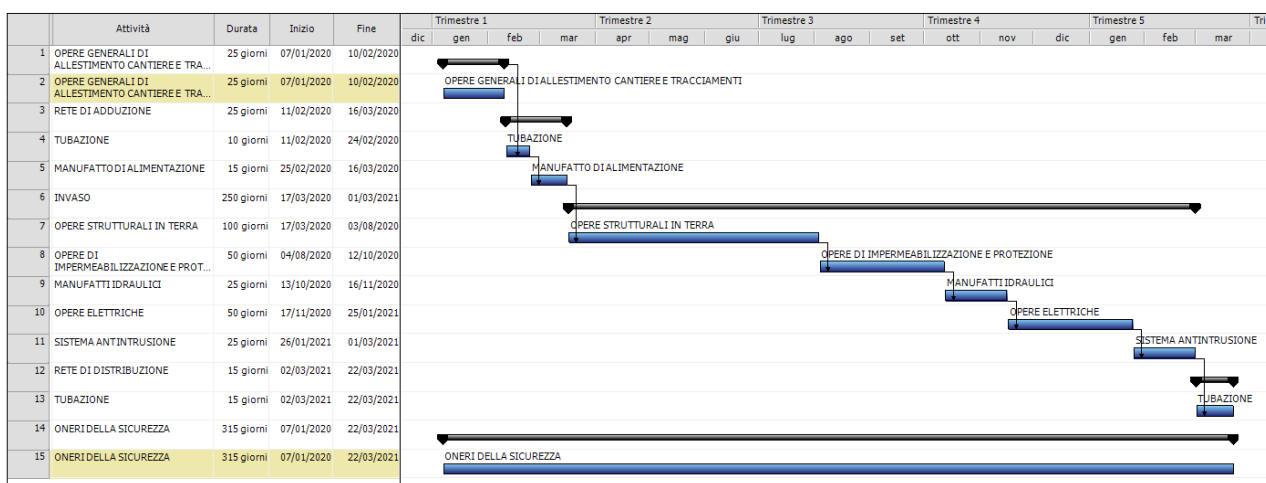 Trimestre 1 Trimestre 2 Trimestre 3 Trimestre 4 Trimestre 5 Tri
Attività Durata Inizio Fine
dic gen feb mar apr mag giu lug ago set ott nov dic gen feb mar
1 OPERE GENERALI DI 25 giorni 07/01/2020 10/02/2020
ALLESTIMENTO CANTIERE E TRA...
2 OPERE GENERALI DI 25 giorni 07/01/2020 10/02/2020 OPERE GENERALI DI ALLESTIMENTO CANTIERE E TRACCIAMENTI
ALLESTIMENTO CANTIERE E TRA...
3 RETE DI ADDUZIONE 25 giorni 11/02/2020 16/03/2020
4 TUBAZIONE 10 giorni 11/02/2020 24/02/2020 TUBAZIONE
5 MANUFATTO DI ALIMENTAZIONE 15 giorni 25/02/2020 16/03/2020 MANUFATTO DI ALIMENTAZIONE
6 INVASO 250 giorni 17/03/2020 01/03/2021
7 OPERE STRUTTURALI IN TERRA 100 giorni 17/03/2020 03/08/2020 OPERE STRUTTURALI IN TERRA
8 OPERE DI 50 giorni 04/08/2020 12/10/2020 OPERE DI IMPERMEABILIZZAZIONE E PROTEZIONE
IMPERMEABILIZZAZIONE E PROT...
9 MANUFATTI IDRAULICI 25 giorni 13/10/2020 16/11/2020 MANUFATTI IDRAULICI
10 OPERE ELETTRICHE 50 giorni 17/11/2020 25/01/2021 OPERE ELETTRICHE
11 SISTEMA ANTINTRUSIONE 25 giorni 26/01/2021 01/03/2021 SISTEMA ANTINTRUSIONE
12 RETE DI DISTRIBUZIONE 15 giorni 02/03/2021 22/03/2021
13 TUBAZIONE 15 giorni 02/03/2021 22/03/2021 TUBAZIONE
14 ONERI DELLA SICUREZZA 315 giorni 07/01/2020 22/03/2021
15 ONERI DELLA SICUREZZA 315 giorni 07/01/2020 22/03/2021 ONERI DELLA SICUREZZA